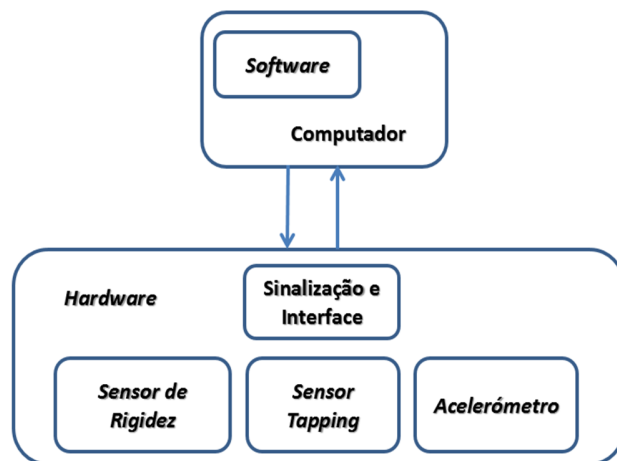 Software
Computador
Hardware
Sinalização e
Interface
Sensor de
Rigidez
Sensor
Tapping
Acelerómetro